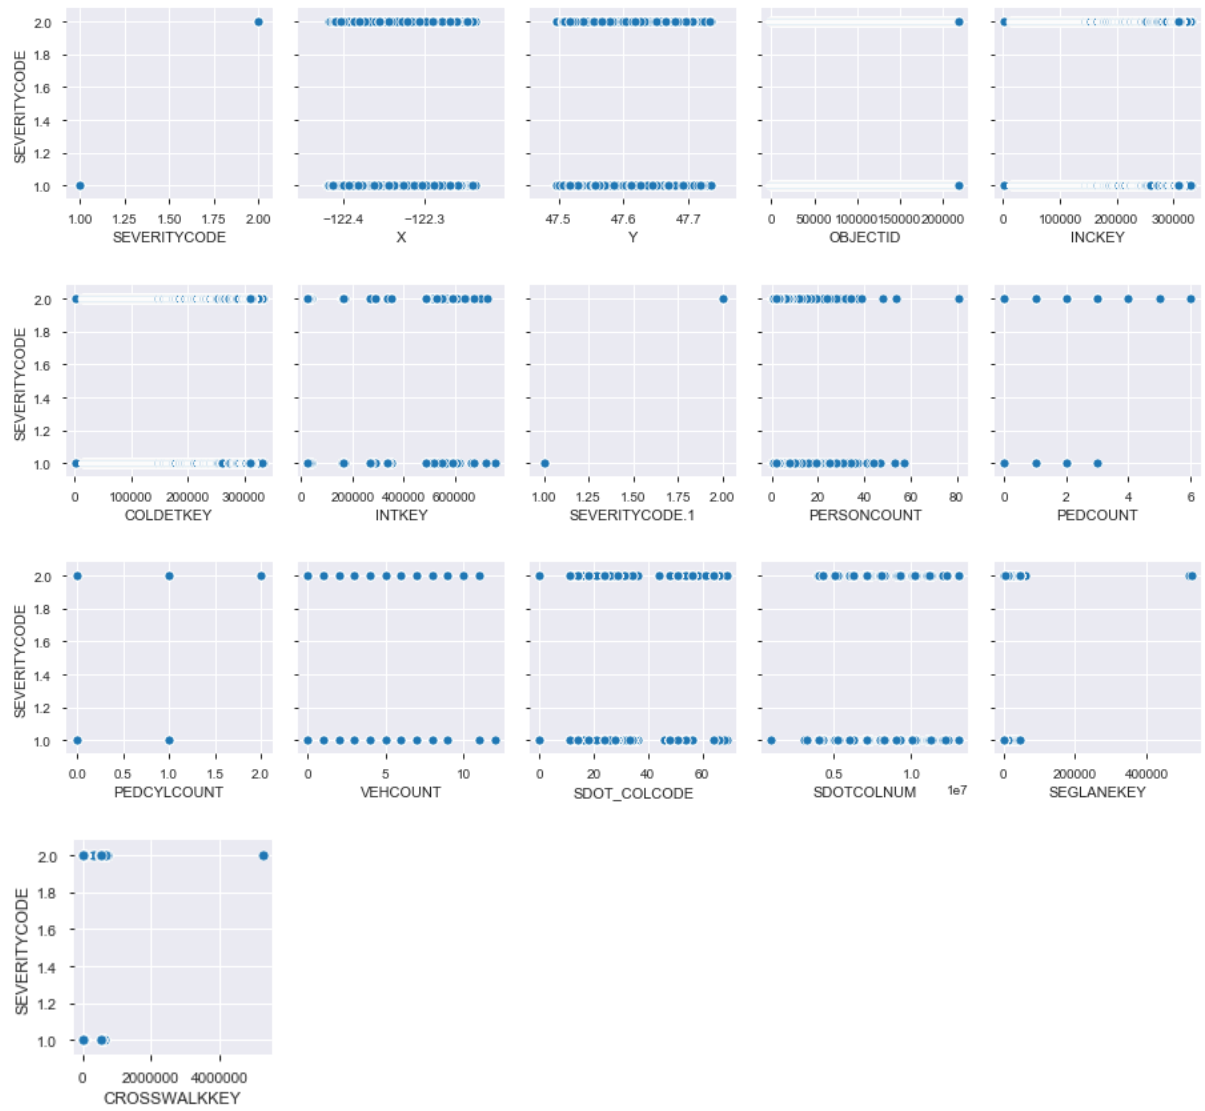 2.0
1.8
1.6
1.4
1.2
1.0
SEVERITYCODE
1.00 1.25 1.50 1.75 2.00
SEVERITYCODE
−122.4 −122.3
X
47.5 47.6 47.7
Y
0 50000 100000 150000 200000
OBJECTID
0 100000 200000 300000
INCKEY
2.0
1.8
1.6
1.4
1.2
1.0
SEVERITYCODE
0 1000000 2000000 3000000
COLDETKEY
0 200000 400000 600000
INTKEY
1.00 1.25 1.50 1.75 2.00
SEVERITYCODE.1
0 20 40 60 80
PERSONCOUNT
0 2 4 6
PEDCOUNT
2.0
1.8
1.6
1.4
1.2
1.0
SEVERITYCODE
0.0 0.5 1.0 1.5 2.0
PEDCYLCOUNT
0 5 10
VEHCOUNT
0 20 40 60
SDOT_COLCODE
0.5 1.0
1e7
SDOTCOLNUM
0 200000 400000
SEGLANEKEY
2.0
1.8
1.6
1.4
1.2
1.0
SEVERITYCODE
0 2000000 4000000
CROSSWALKKEY